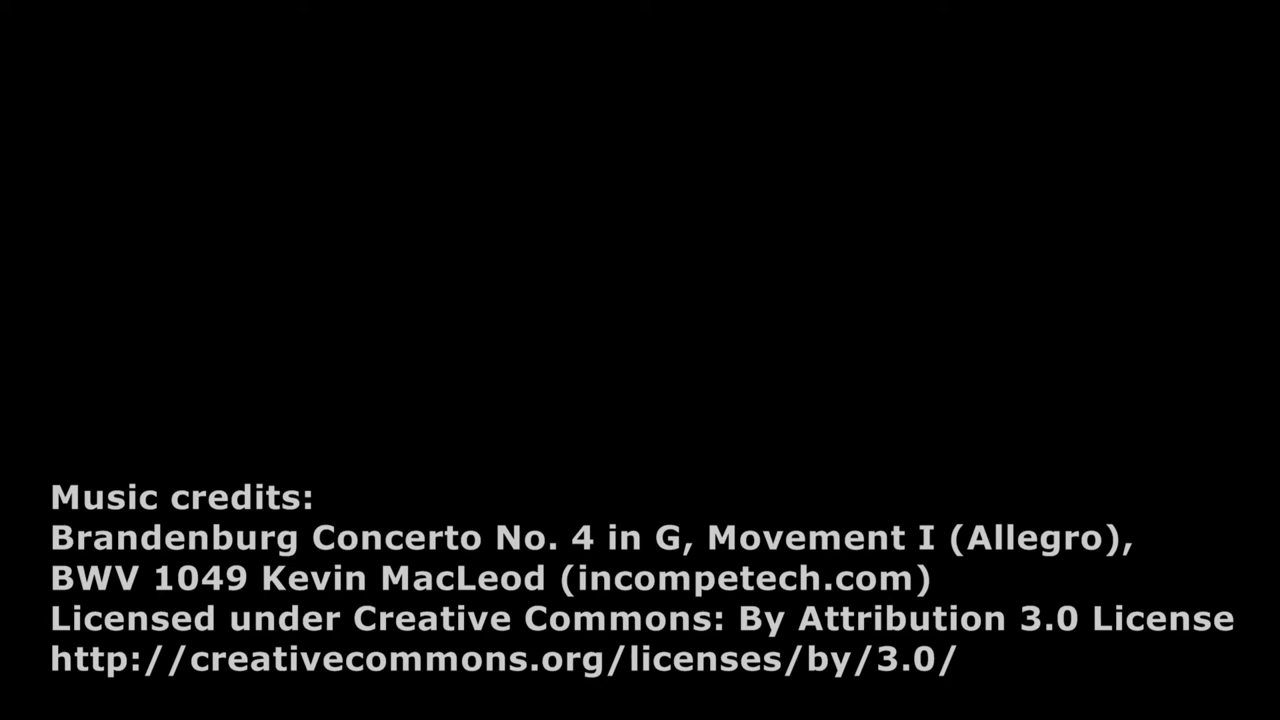 Music credits:
Brandenburg Concerto No. 4 in G, Movement I (Allegro),
BWV 1049 Kevin MacLeod (incompetech.com)
Licensed under Creative Commons: By Attribution 3.0 License
http://creativecommons.org/licenses/by/3.0/